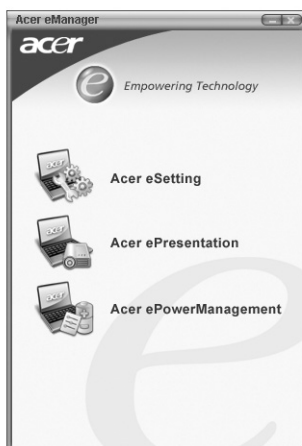 Acer eManager
acer
e Empowering Technology
Acer eSetting
Acer ePresentation
Acer ePowerManagement